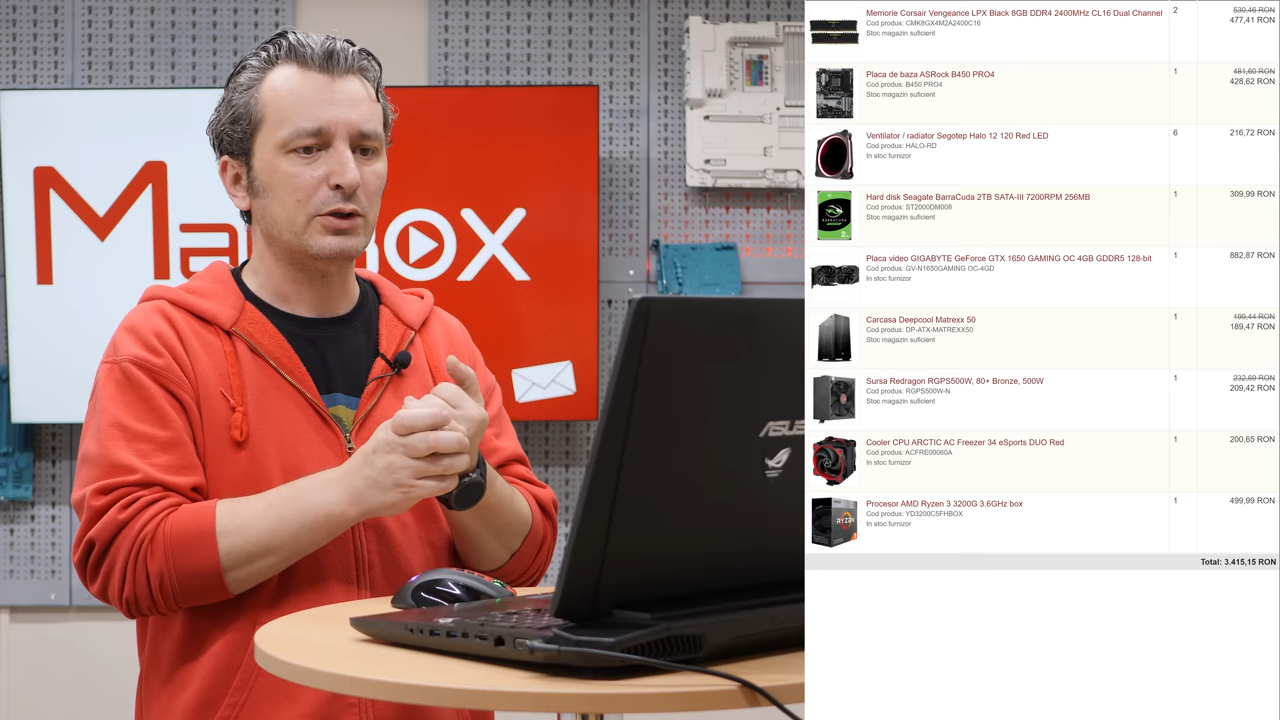 MailBOX
ASUS
Memorie Corsair Vengeance LPX Black 8GB DDR4 2400MHz CL16 Dual Channel
Cod produs: CMK8GX4M2A2400C16
Stoc magazin suficient
2
530,46 RON
477,41 RON
Placa de baza ASRock B450 PRO4
Cod produs: B450 PRO4
Stoc magazin suficient
1
481,60 RON
428,62 RON
Ventilator / radiator Segotep Halo 12 120 Red LED
Cod produs: HALO-RD
In stoc furnizor
6
216,72 RON
Hard disk Seagate BarraCuda 2TB SATA-III 7200RPM 256MB
Cod produs: ST2000DM008
Stoc magazin suficient
1
309,99 RON
Placa video GIGABYTE GeForce GTX 1650 GAMING OC 4GB GDDR5 128-bit
Cod produs: GV-N1650GAMING OC-4GD
In stoc furnizor
1
882,87 RON
Carcasa Deepcool Matrexx 50
Cod produs: DP-ATX-MATREXX50
Stoc magazin suficient
1
199,44 RON
189,47 RON
Sursa Redragon RGPS500W, 80+ Bronze, 500W
Cod produs: RGPS500W-N
Stoc magazin suficient
1
232,69 RON
209,42 RON
Cooler CPU ARCTIC AC Freezer 34 eSports DUO Red
Cod produs: ACFRE00060A
In stoc furnizor
1
200,65 RON
Procesor AMD Ryzen 3 3200G 3.6GHz box
Cod produs: YD3200C5FHBOX
In stoc furnizor
1
499,99 RON
RYZEN
Total: 3.415,15 RON